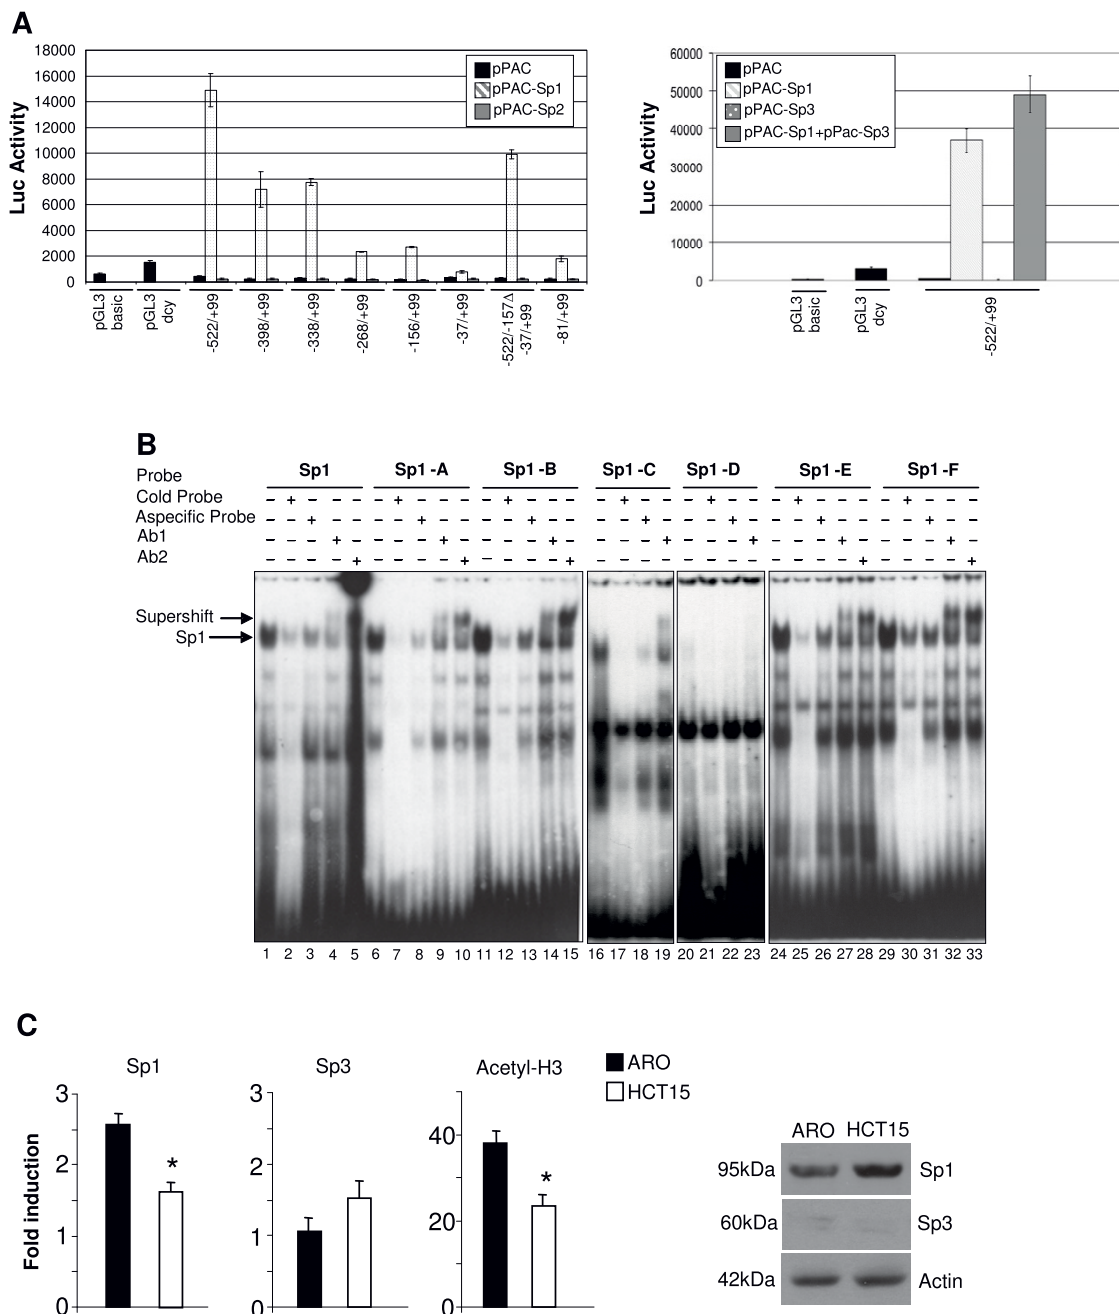 A
18000
16000
14000
12000
10000
8000
6000
4000
2000
0
Luc Activity
pPAC
pPAC-Sp1
pPAC-Sp2
pGL3 basic
pGL3 dcy
-522/+99
-398/+99
-338/+99
-268/+99
-156/+99
-37/+99
-522/-157Δ
-37/+99
-81/+99
60000
50000
40000
30000
20000
10000
0
Luc Activity
pPAC
pPAC-Sp1
pPAC-Sp3
pPAC-Sp1+pPac-Sp3
pGL3 basic
pGL3 dcy
-522/+99
B
Probe Sp1 Sp1 -A Sp1 -B Sp1 -C Sp1 -D Sp1 -E Sp1 -F
Cold Probe – + – – – – + – – – – + – – – – + – – – + – – – + – – – – + – – –
Aspecific Probe – – + – – – – + – – – – + – – – – + – – – + – – – + – – – – + – –
Ab1 – – – + – – – – + – – – – + – – – – + – – – + – – – + – – – – + –
Ab2 – – – – + – – – – + – – – – + – – – – – – – – – – – – + – – – – +
Supershift
Sp1
1 2 3 4 5 6 7 8 9 10 11 12 13 14 15 16 17 18 19 20 21 22 23 24 25 26 27 28 29 30 31 32 33
C
Fold induction
Sp1
3
2
1
0
*
Sp3
3
2
1
0
Acetyl-H3
40
20
0
*
ARO
HCT15
ARO HCT15
95kDa Sp1
60kDa Sp3
42kDa Actin